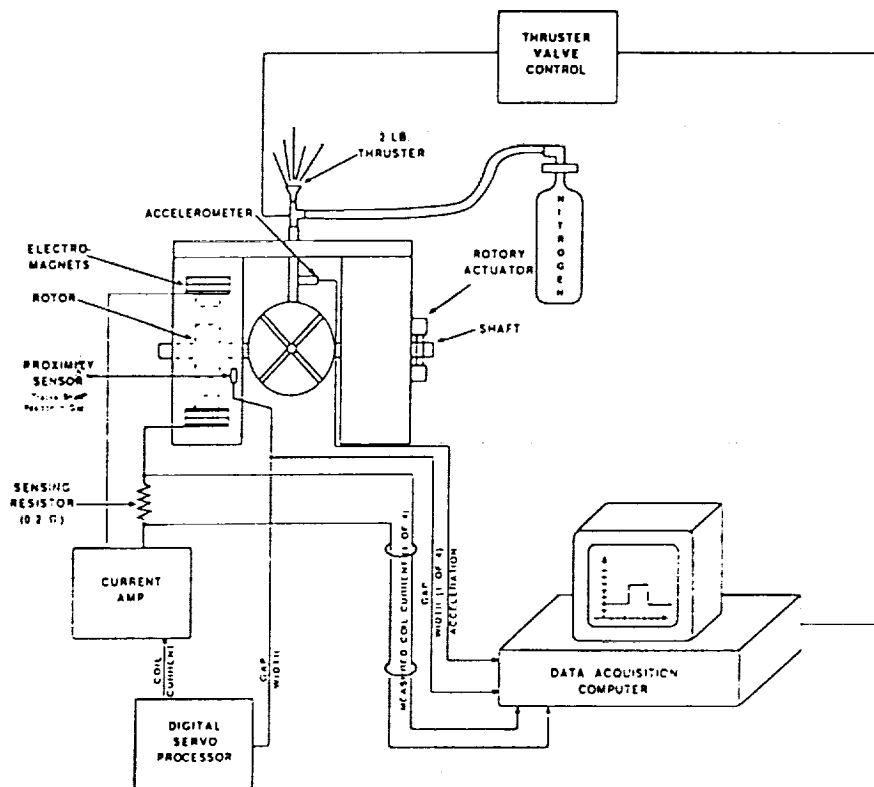 THRUSTER
VALVE
CONTROL
2 LB.
THRUSTER
ACCELEROMETER
NITROGEN
ELECTRO-
MAGNETS
ROTARY
ACTUATOR
ROTOR
SHAFT
PROXIMITY
SENSOR
SENSING
RESISTOR
(0.2 Ω)
CURRENT
AMP
COIL
CURRENT
GAP
WIDTH
DIGITAL
SERVO
PROCESSOR
MEASURED COIL CURRENT (1 OF 4)
GAP
WIDTH (1 OF 4)
ACCELERATION
DATA ACQUISITION
COMPUTER